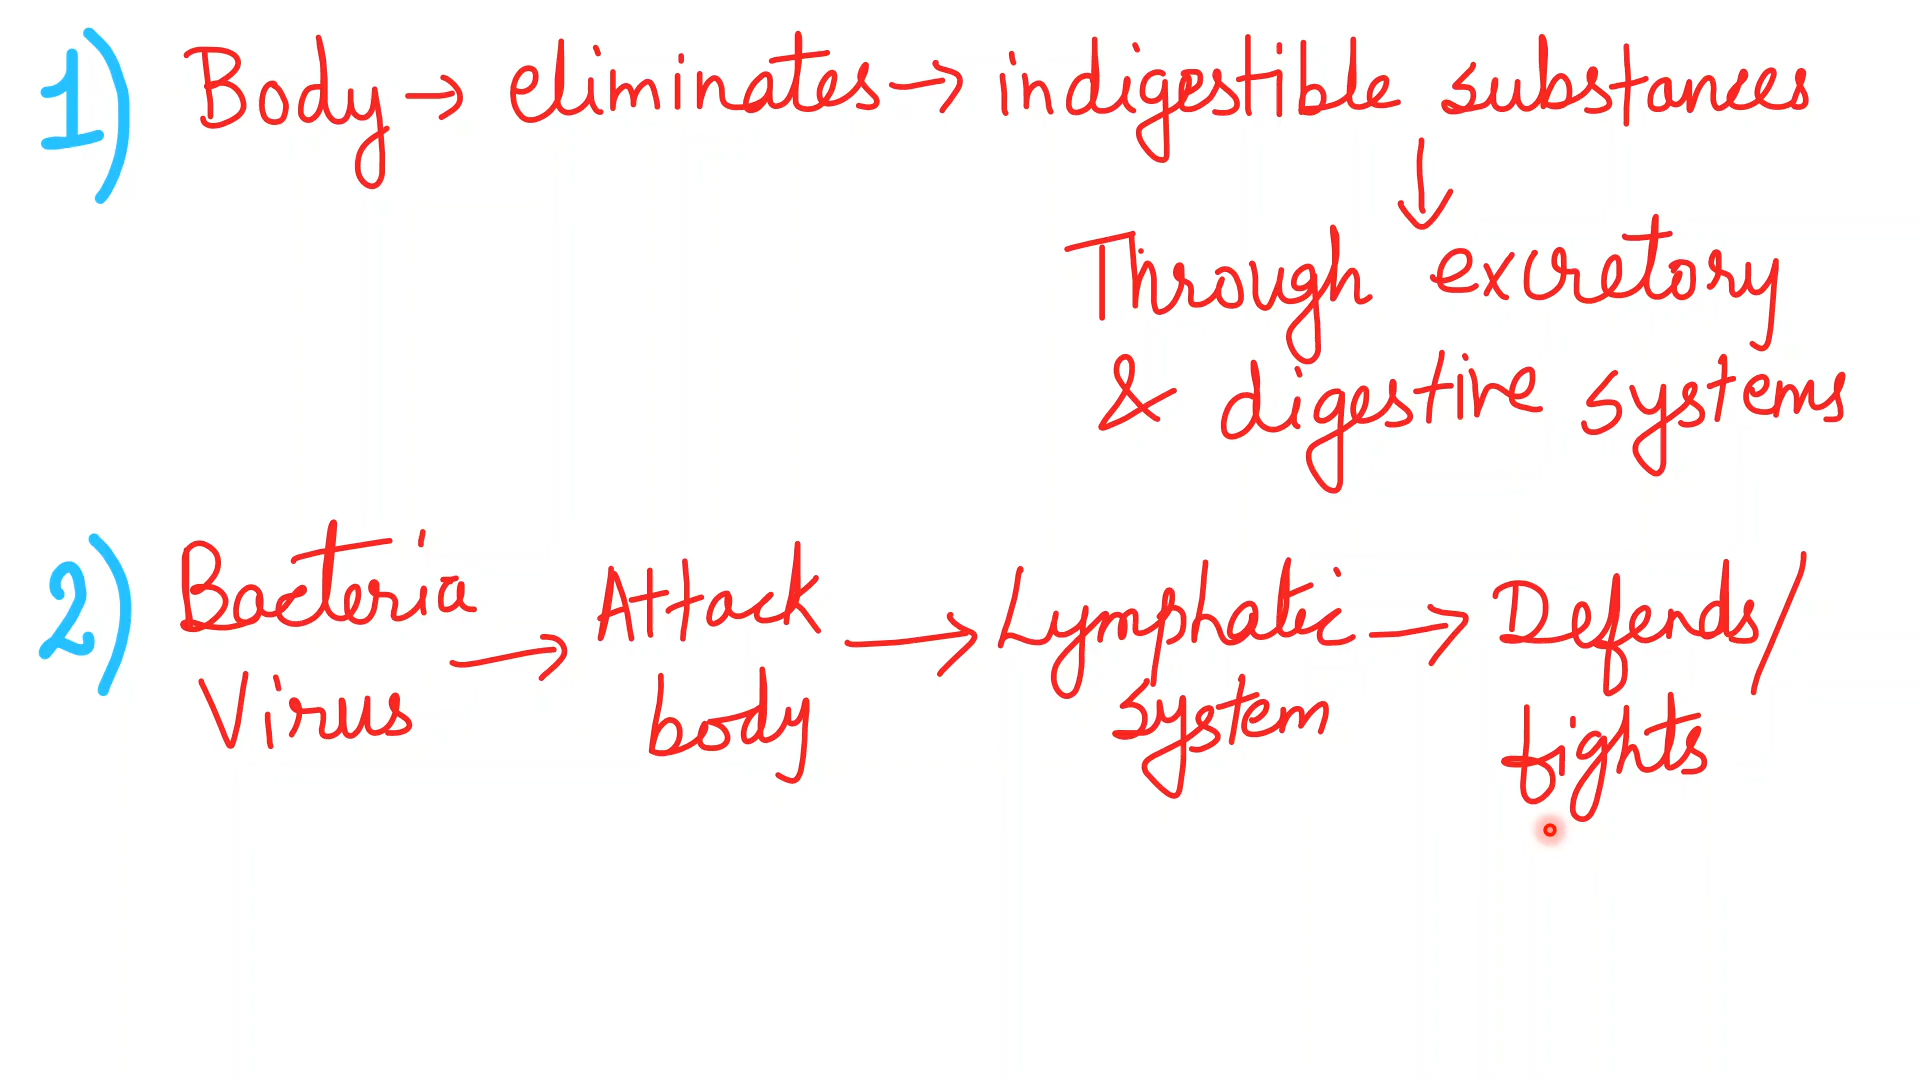 1) Body → eliminates → indigestible substances
↓
Through excretory
& digestive systems
2) Bacteria → Attack → Lymphatic → Defends/
Virus body system fights